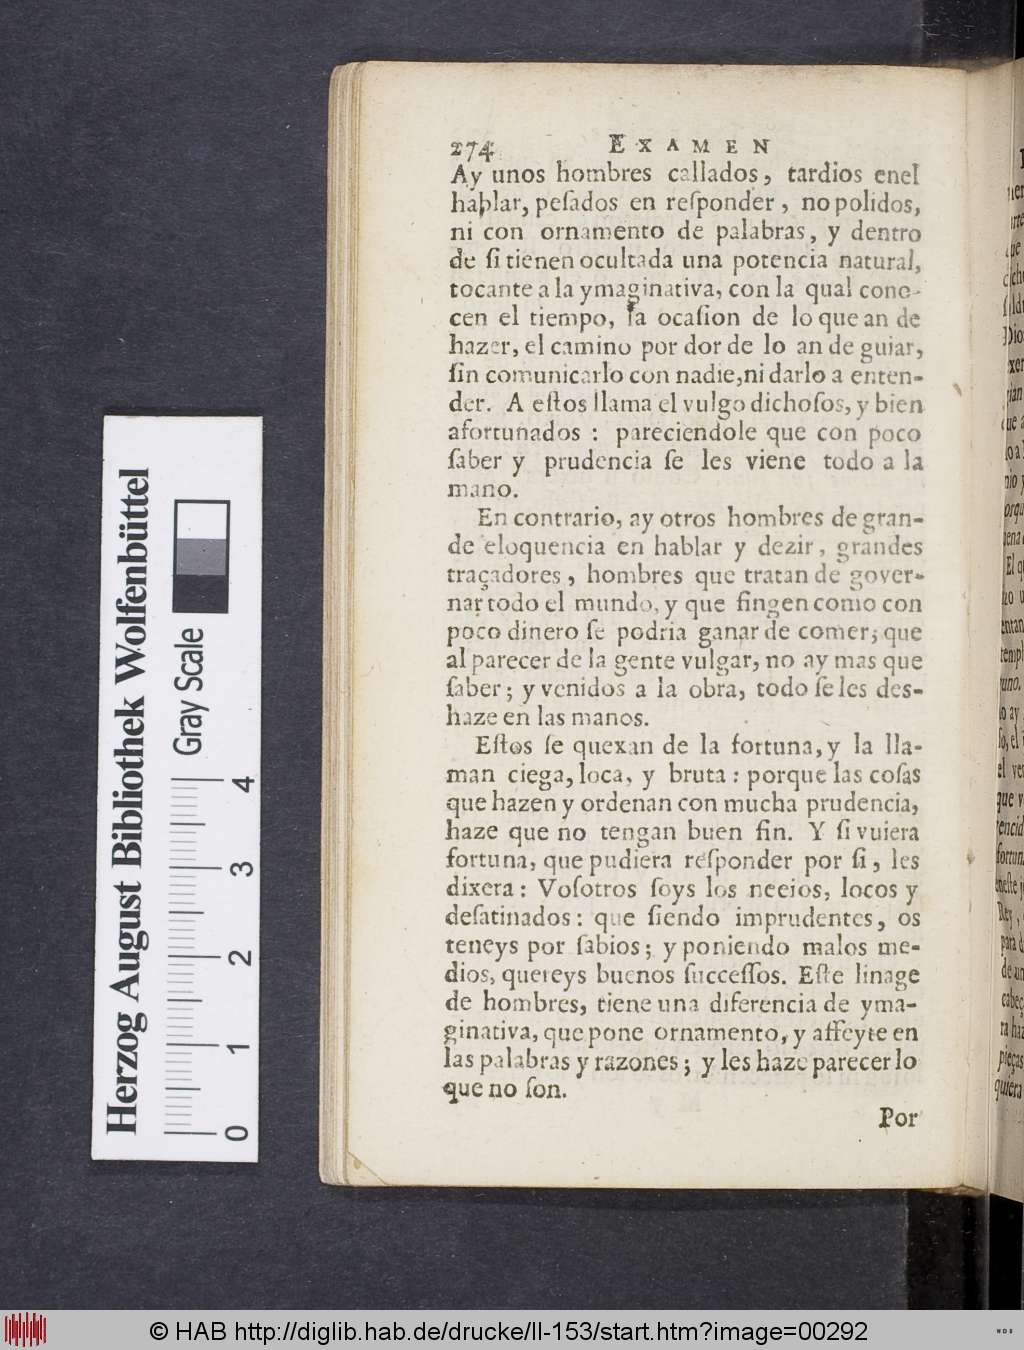 274 EXAMEN
Ay unos hombres callados, tardios enel
hablar, peſados en reſponder, no polidos,
ni con ornamento de palabras, y dentro
de ſi tienen ocultada una potencia natural,
tocante a la ymaginativa, con la qual cono-
cen el tiempo, la ocaſion de lo que an de
hazer, el camino por dor de lo an de guiar,
ſin comunicarlo con nadie, ni darlo a enten-
der. A eſtos llama el vulgo dichoſos, y bien
afortunados : pareciendole que con poco
ſaber y prudencia ſe les viene todo a la
mano.
En contrario, ay otros hombres de gran-
de eloquencia en hablar y dezir, grandes
traçadores, hombres que tratan de gover-
nar todo el mundo, y que fingen como con
poco dinero ſe podria ganar de comer; que
al parecer de la gente vulgar, no ay mas que
ſaber; y venidos a la obra, todo ſe les des-
haze en las manos.
Eſtos ſe quexan de la fortuna, y la lla-
man ciega, loca, y bruta : porque las coſas
que hazen y ordenan con mucha prudencia,
haze que no tengan buen fin. Y ſi vuiera
fortuna, que pudiera reſponder por ſi, les
dixera : Voſotros ſoys los necios, locos y
deſatinados : que ſiendo imprudentes, os
teneys por ſabios; y poniendo malos me-
dios, quereys buenos ſucceſſos. Eſte linage
de hombres, tiene una diferencia de yma-
ginativa, que pone ornamento, y affeyte en
las palabras y razones; y les haze parecer lo
que no ſon.
Por
Herzog August Bibliothek Wolfenbüttel
Gray Scale
0 1 2 3 4
© HAB http://diglib.hab.de/drucke/ll-153/start.htm?image=00292